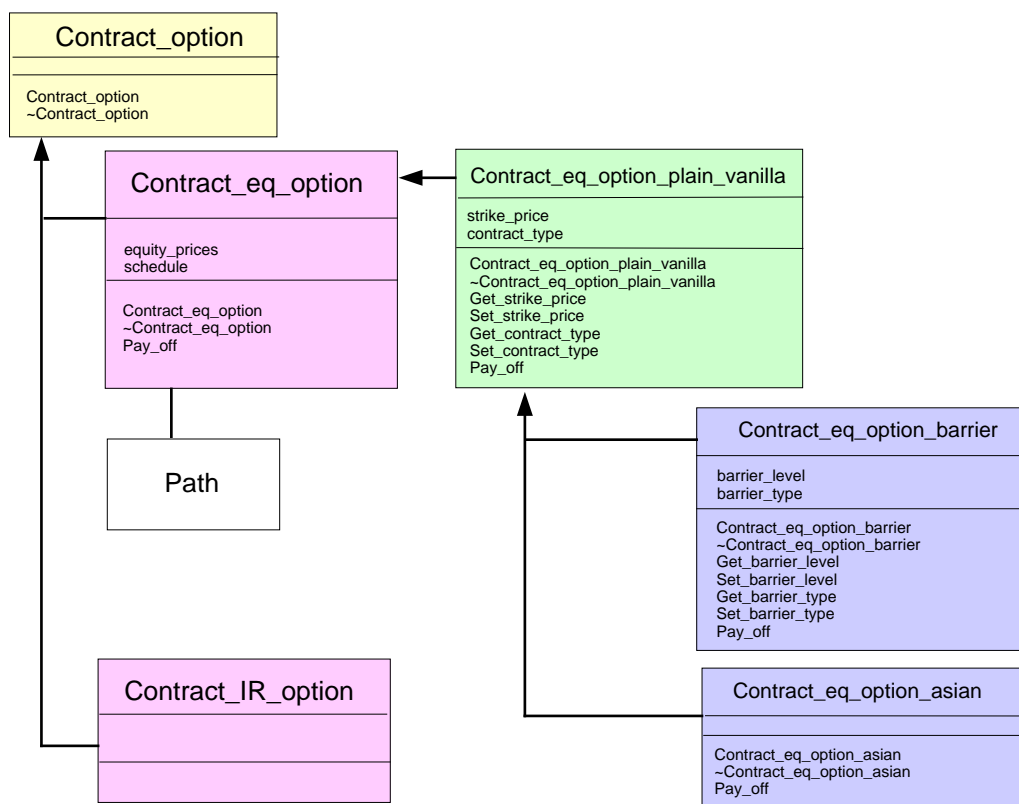 Contract_option
Contract_option
~Contract_option
Contract_eq_option
equity_prices
schedule
Contract_eq_option
~Contract_eq_option
Pay_off
Contract_eq_option_plain_vanilla
strike_price
contract_type
Contract_eq_option_plain_vanilla
~Contract_eq_option_plain_vanilla
Get_strike_price
Set_strike_price
Get_contract_type
Set_contract_type
Pay_off
Path
Contract_eq_option_barrier
barrier_level
barrier_type
Contract_eq_option_barrier
~Contract_eq_option_barrier
Get_barrier_level
Set_barrier_level
Get_barrier_type
Set_barrier_type
Pay_off
Contract_IR_option
Contract_eq_option_asian
Contract_eq_option_asian
~Contract_eq_option_asian
Pay_off